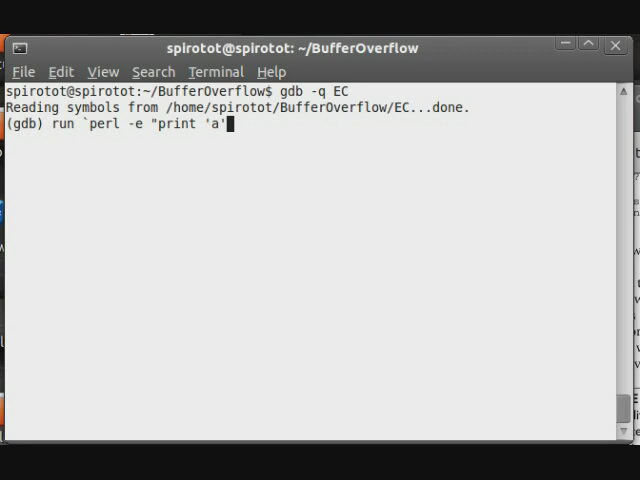 spirotot@spirotot: ~/BufferOverflow
File Edit View Search Terminal Help
spirotot@spirotot:~/BufferOverflow$ gdb -q EC
Reading symbols from /home/spirotot/BufferOverflow/EC...done.
(gdb) run `perl -e "print 'a'